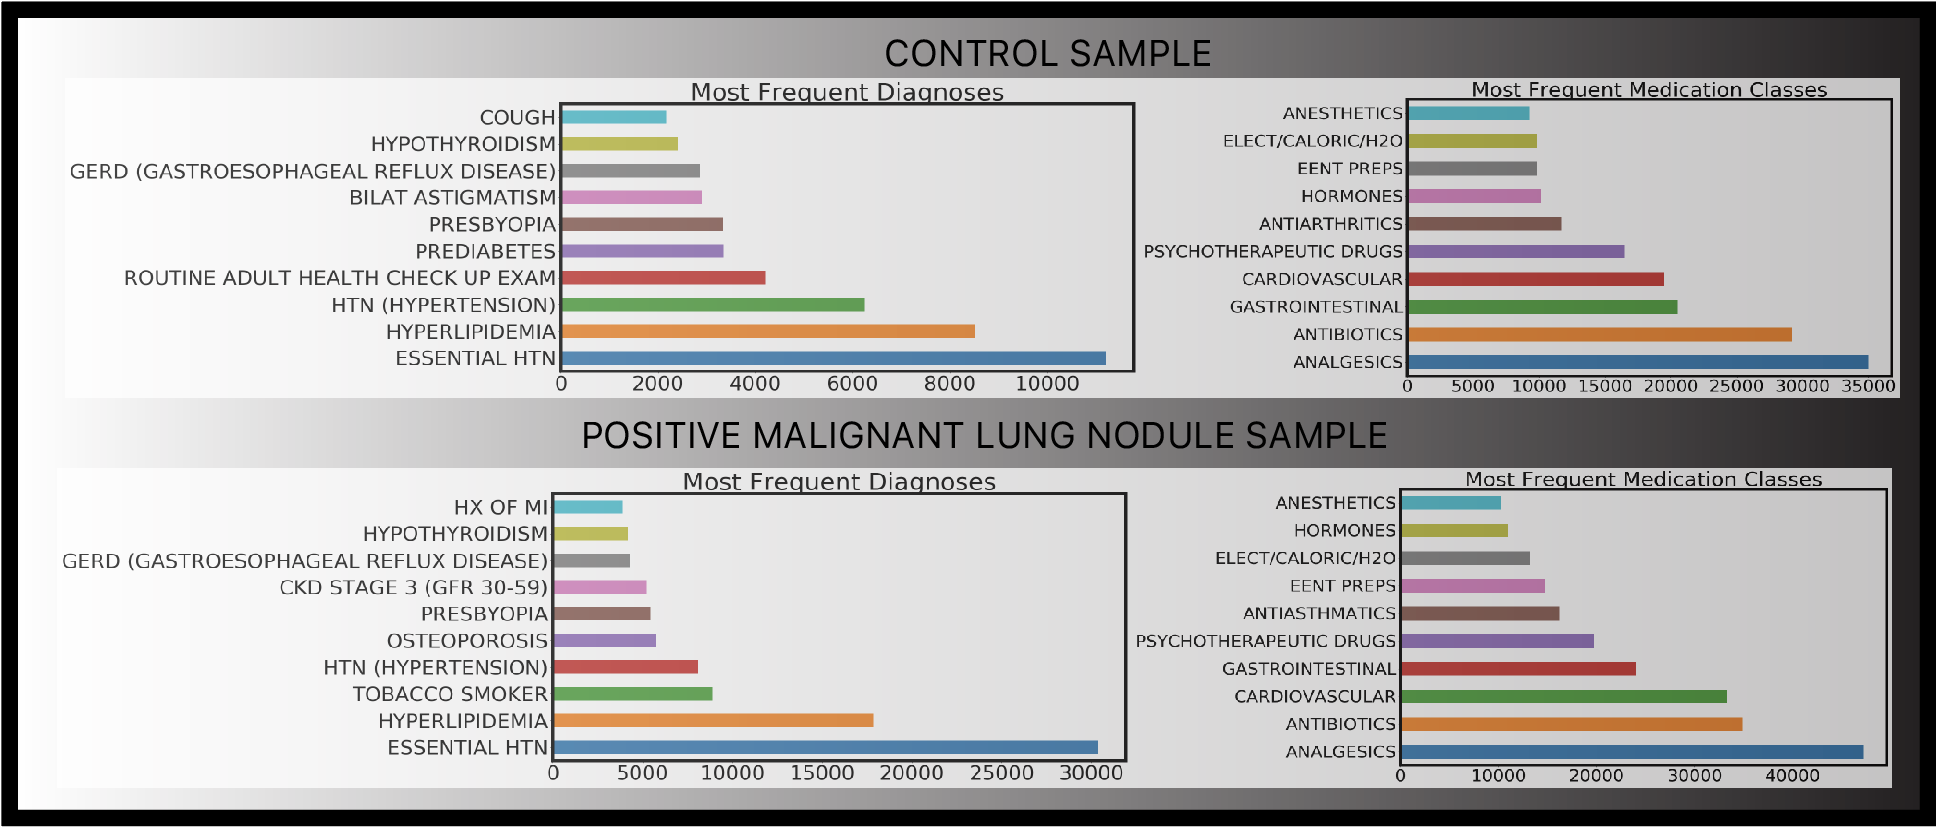 CONTROL SAMPLE
Most Frequent Diagnoses
COUGH
HYPOTHYROIDISM
GERD (GASTROESOPHAGEAL REFLUX DISEASE)
BILAT ASTIGMATISM
PRESBYOPIA
PREDIABETES
ROUTINE ADULT HEALTH CHECK UP EXAM
HTN (HYPERTENSION)
HYPERLIPIDEMIA
ESSENTIAL HTN
0 2000 4000 6000 8000 10000
Most Frequent Medication Classes
ANESTHETICS
ELECT/CALORIC/H2O
EENT PREPS
HORMONES
ANTIARTHRITICS
PSYCHOTHERAPEUTIC DRUGS
CARDIOVASCULAR
GASTROINTESTINAL
ANTIBIOTICS
ANALGESICS
0 5000 10000 15000 20000 25000 30000 35000
POSITIVE MALIGNANT LUNG NODULE SAMPLE
Most Frequent Diagnoses
HX OF MI
HYPOTHYROIDISM
GERD (GASTROESOPHAGEAL REFLUX DISEASE)
CKD STAGE 3 (GFR 30-59)
PRESBYOPIA
OSTEOPOROSIS
HTN (HYPERTENSION)
TOBACCO SMOKER
HYPERLIPIDEMIA
ESSENTIAL HTN
0 5000 10000 15000 20000 25000 30000
Most Frequent Medication Classes
ANESTHETICS
HORMONES
ELECT/CALORIC/H2O
EENT PREPS
ANTIASTHMATICS
PSYCHOTHERAPEUTIC DRUGS
GASTROINTESTINAL
CARDIOVASCULAR
ANTIBIOTICS
ANALGESICS
0 10000 20000 30000 40000